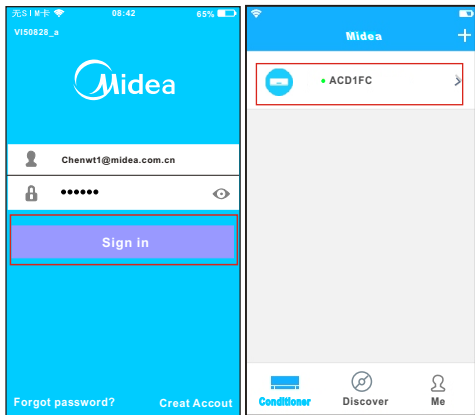 无SIM卡 08:42 65%
VI50828_a
Midea
Chenwt1@midea.com.cn
••••••
Sign in
Forgot password? Creat Accout
Midea +
ACD1FC
Conditioner Discover Me